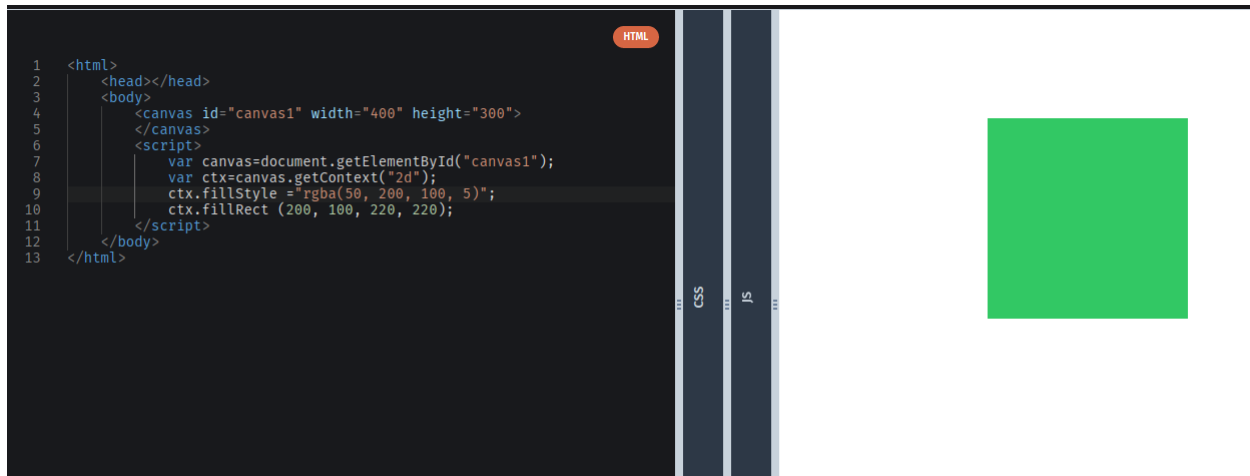 HTML
1 <html>
2 <head></head>
3 <body>
4 <canvas id="canvas1" width="400" height="300">
5 </canvas>
6 <script>
7 var canvas=document.getElementById("canvas1");
8 var ctx=canvas.getContext("2d");
9 ctx.fillStyle ="rgba(50, 200, 100, 5)";
10 ctx.fillRect (200, 100, 220, 220);
11 </script>
12 </body>
13 </html>
CSS
JS